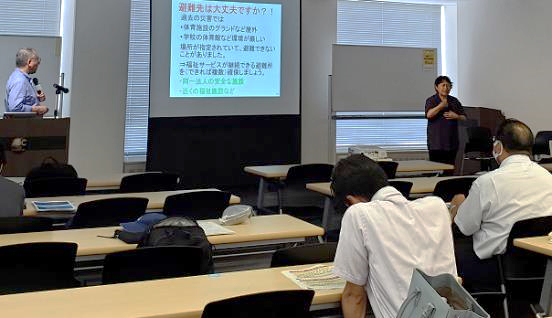 避難先は大丈夫ですか？！
過去の災害では
・体育施設のグランドなど屋外
・学校の体育館など環境が厳しい
場所が指定されていて、避難できない
ことがありました。
⇒福祉サービスが継続できる避難所
を（できれば複数）確保しましょう。
・同一法人の安全な施設
・近くの福祉施設など